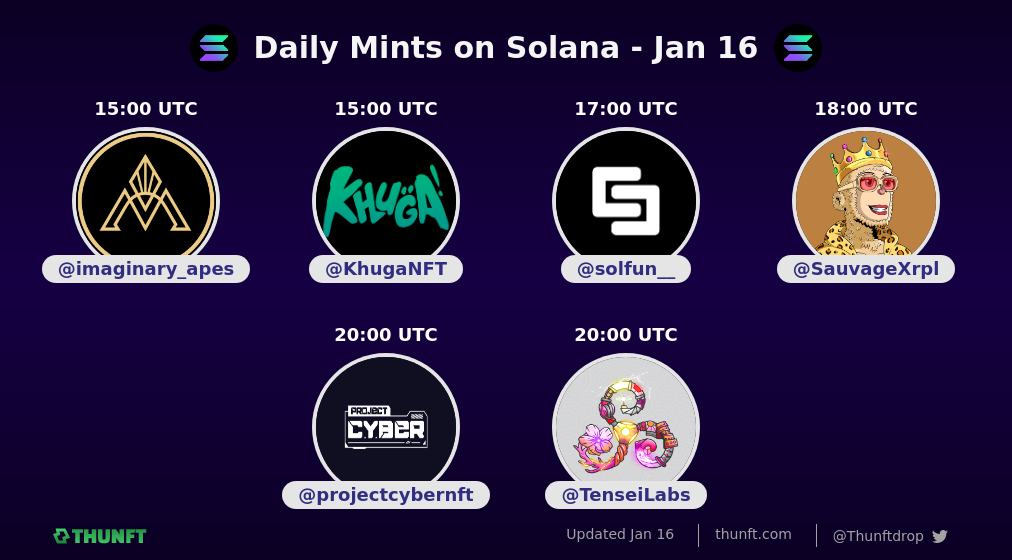 Daily Mints on Solana - Jan 16
15:00 UTC
15:00 UTC
17:00 UTC
18:00 UTC
KHUGA!
@imaginary_apes
@KhugaNFT
@solfun__
@SauvageXrpl
20:00 UTC
20:00 UTC
PROJECT
CYBER
@projectcybernft
@TenseiLabs
THUNFT
Updated Jan 16
thunft.com
@Thunftdrop